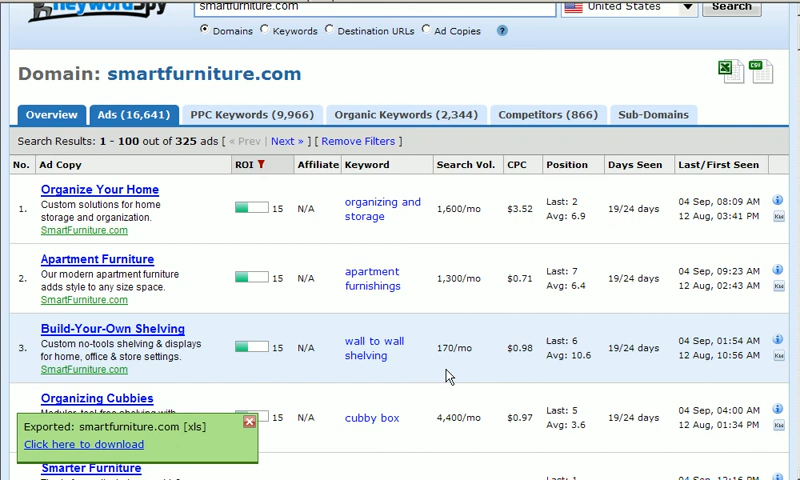 KeywordSpy
smartfurniture.com
United States
Search
Domains Keywords Destination URLs Ad Copies ?
Domain: smartfurniture.com
CSV
Overview Ads (16,641) PPC Keywords (9,966) Organic Keywords (2,344) Competitors (866) Sub-Domains
Search Results: 1 - 100 out of 325 ads [ « Prev | Next » ] [ Remove Filters ]
No. Ad Copy ROI Affiliate Keyword Search Vol. CPC Position Days Seen Last/First Seen
Organize Your Home
1. Custom solutions for home
storage and organization.
SmartFurniture.com
15 N/A organizing and
storage
1,600/mo $3.52 Last: 2
Avg: 6.9
19/24 days 04 Sep, 08:09 AM
12 Aug, 03:41 PM
Apartment Furniture
2. Our modern apartment furniture
adds style to any size space.
SmartFurniture.com
15 N/A apartment
furnishings
1,300/mo $0.71 Last: 7
Avg: 6.4
19/24 days 04 Sep, 09:23 AM
12 Aug, 02:43 AM
Build-Your-Own Shelving
3. Custom no-tools shelving & displays
for home, office & store settings.
SmartFurniture.com
15 N/A wall to wall
shelving
170/mo $0.98 Last: 6
Avg: 10.6
19/24 days 04 Sep, 01:54 AM
12 Aug, 10:56 AM
Organizing Cubbies
15 N/A cubby box
4,400/mo $0.97 Last: 5
Avg: 3.6
19/24 days 04 Sep, 04:00 AM
12 Aug, 01:34 PM
Exported: smartfurniture.com [xls]
Click here to download
Smarter Furniture